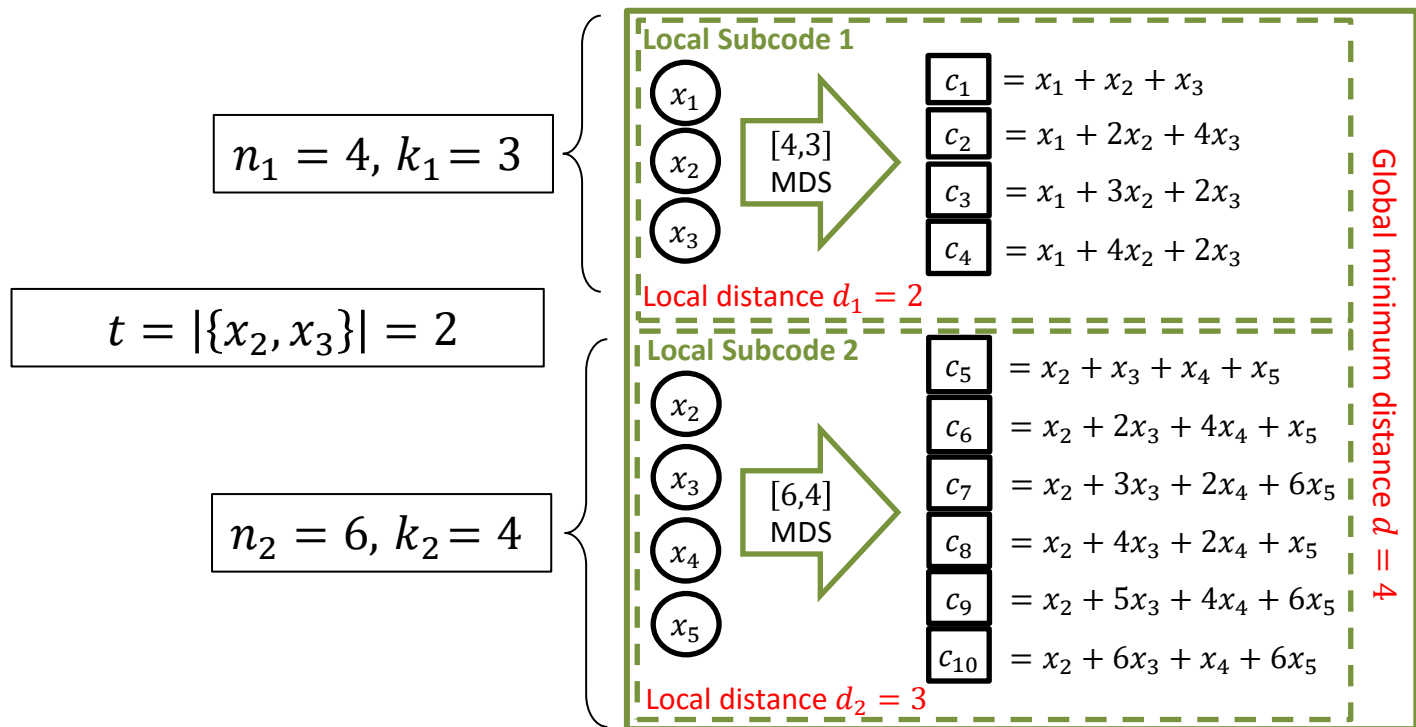 Local Subcode 1
x₁
x₂
x₃
[4,3]
MDS
c₁ = x₁ + x₂ + x₃
c₂ = x₁ + 2x₂ + 4x₃
c₃ = x₁ + 3x₂ + 2x₃
c₄ = x₁ + 4x₂ + 2x₃
Local distance d₁ = 2
n₁ = 4, k₁ = 3
t = |{x₂, x₃}| = 2
n₂ = 6, k₂ = 4
Local Subcode 2
x₂
x₃
x₄
x₅
[6,4]
MDS
c₅ = x₂ + x₃ + x₄ + x₅
c₆ = x₂ + 2x₃ + 4x₄ + x₅
c₇ = x₂ + 3x₃ + 2x₄ + 6x₅
c₈ = x₂ + 4x₃ + 2x₄ + x₅
c₉ = x₂ + 5x₃ + 4x₄ + 6x₅
c₁₀ = x₂ + 6x₃ + x₄ + 6x₅
Local distance d₂ = 3
Global minimum distance d = 4